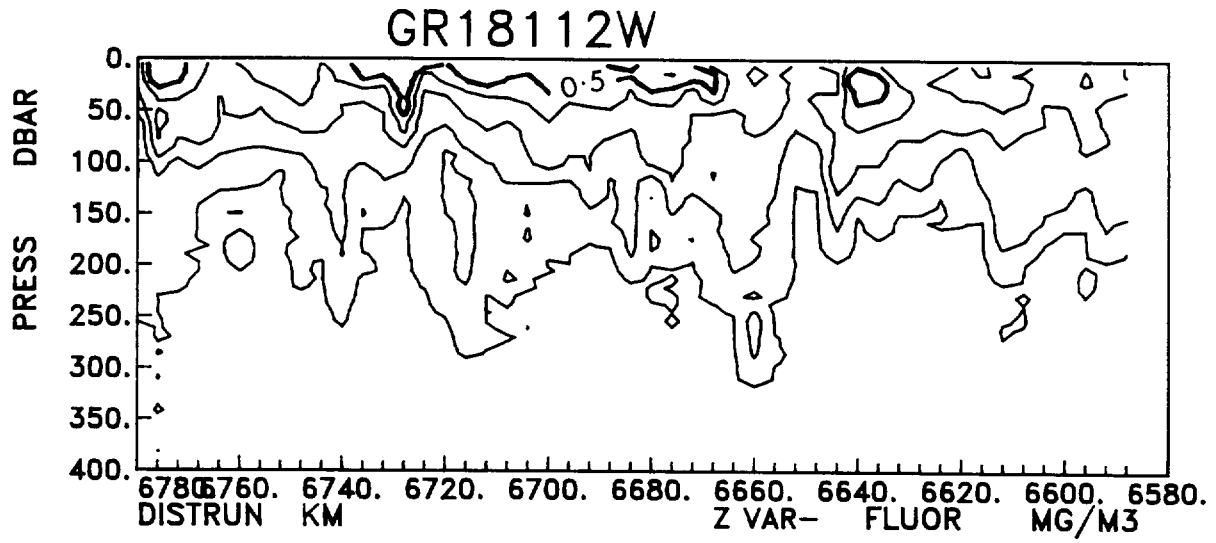 GR18112W
0.
50.
100.
150.
200.
250.
300.
350.
400.
PRESS DBAR
0.5
6780. 6760. 6740. 6720. 6700. 6680. 6660. 6640. 6620. 6600. 6580.
DISTRUN KM Z VAR- FLUOR MG/M3